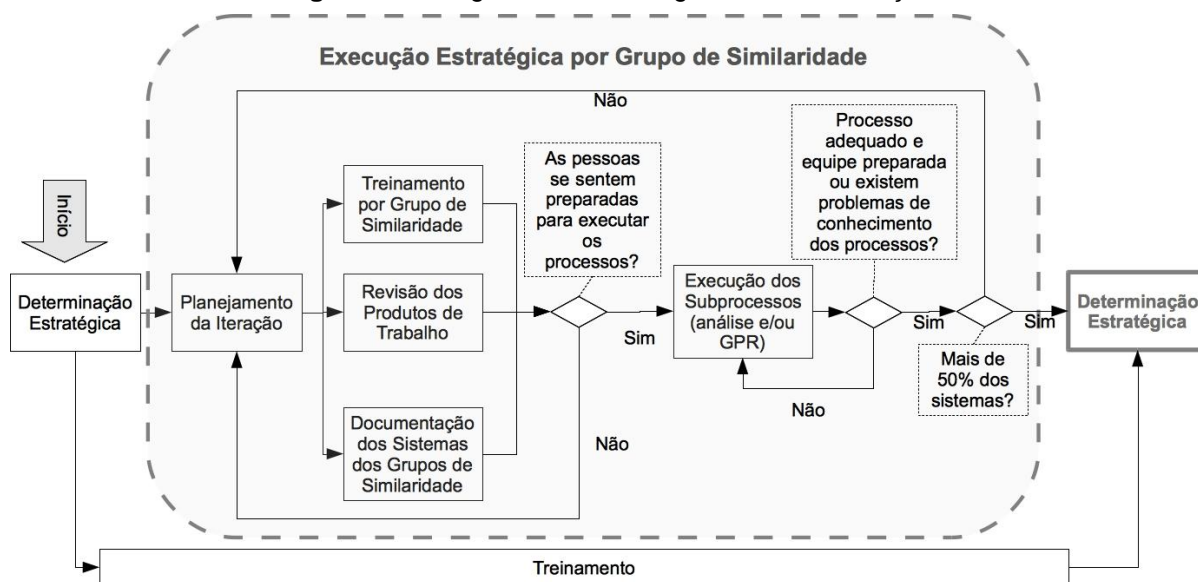 Execução Estratégica por Grupo de Similaridade
Não
Processo
adequado e
equipe preparada
ou existem
problemas de
conhecimento
dos processos?
As pessoas
se sentem
preparadas
para executar
os
processos?
Início
Treinamento
por Grupo de
Similaridade
Determinação
Estratégica
Planejamento
da Iteração
Revisão dos
Produtos de
Trabalho
Sim
Execução dos
Subprocessos
(análise e/ou
GPR)
Sim
Sim
Determinação
Estratégica
Mais de
50% dos
sistemas?
Não
Não
Documentação
dos Sistemas
dos Grupos de
Similaridade
Treinamento